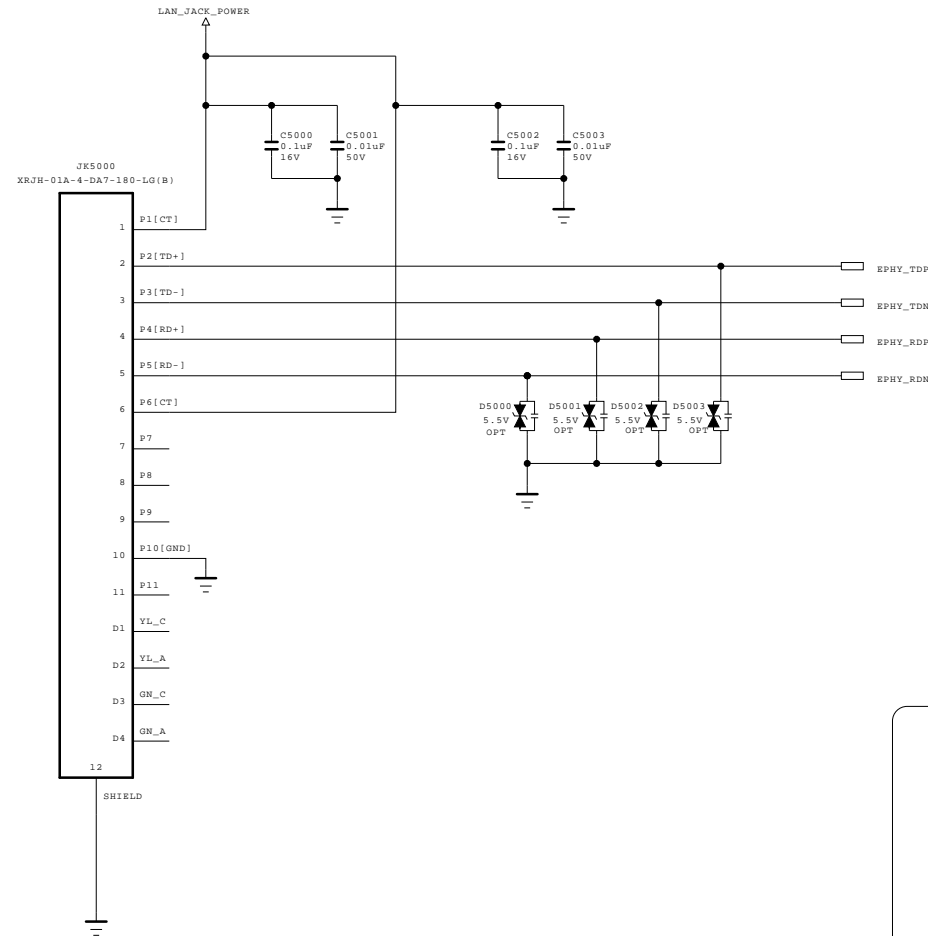 LAN_JACK_POWER
C5000
0.1uF
16V
C5001
0.01uF
50V
C5002
0.1uF
16V
C5003
0.01uF
50V
JK5000
XRJH-01A-4-DA7-180-LG(B)
1 P1[CT]
2 P2[TD+]
EPHY_TDP
3 P3[TD-]
EPHY_TDN
4 P4[RD+]
EPHY_RDP
5 P5[RD-]
EPHY_RDN
6 P6[CT]
D5000
5.5V
OPT
D5001
5.5V
OPT
D5002
5.5V
OPT
D5003
5.5V
OPT
7 P7
8 P8
9 P9
10 P10[GND]
11 P11
D1 YL_C
D2 YL_A
D3 GN_C
D4 GN_A
12
SHIELD